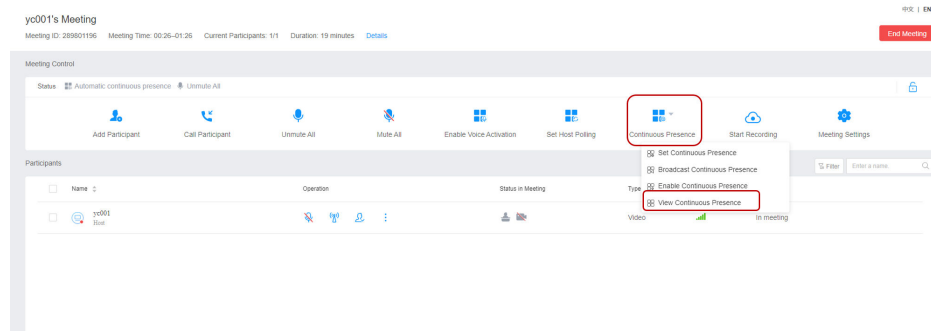 中文 | EN
yc001's Meeting
Meeting ID: 289801196 Meeting Time: 00:26–01:26 Current Participants: 1/1 Duration: 19 minutes Details
End Meeting
Meeting Control
Status Automatic continuous presence Unmute All
Add Participant Call Participant Unmute All Mute All Enable Voice Activation Set Host Polling Continuous Presence Start Recording Meeting Settings
Set Continuous Presence
Broadcast Continuous Presence
Enable Continuous Presence
View Continuous Presence
Participants
Filter Enter a name.
Name Operation Status in Meeting Type
yc001
Host
Video In meeting